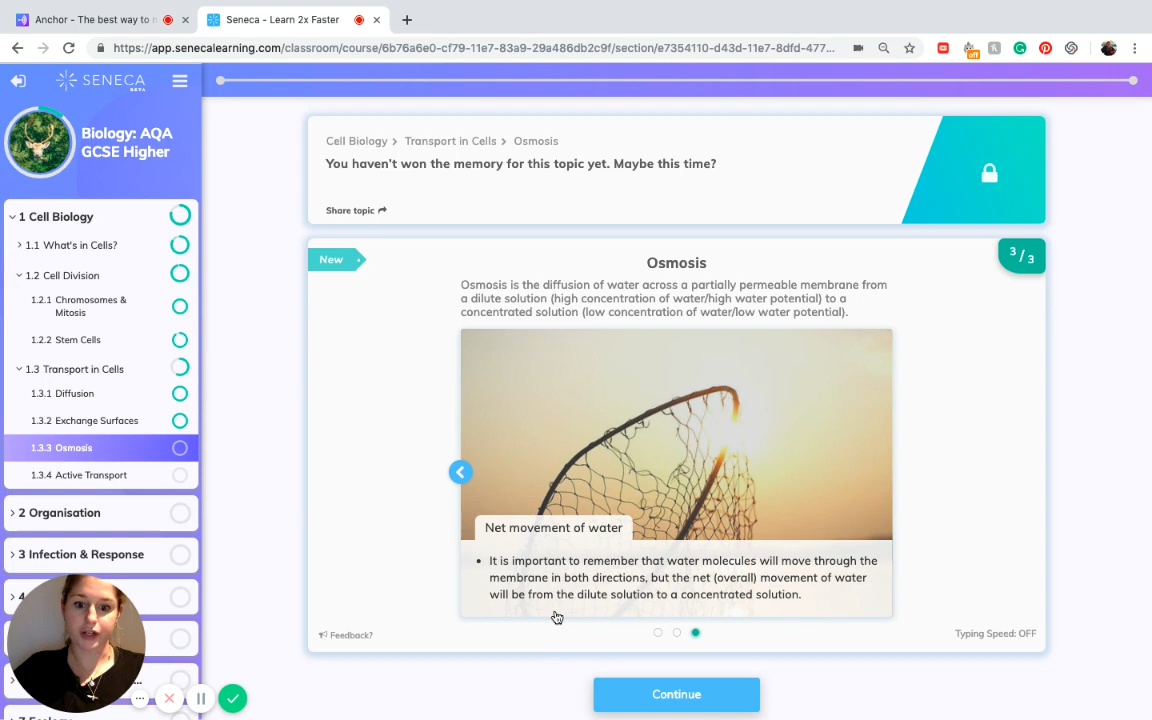 Anchor - The best way to
Seneca - Learn 2x Faster
https://app.senecalearning.com/classroom/course/6b76a6e0-cf79-11e7-83a9-29a486db2c9f/section/e7354110-d43d-11e7-8dfd-477...
off
SENECA
BETA
Biology: AQA
GCSE Higher
1 Cell Biology
1.1 What's in Cells?
1.2 Cell Division
1.2.1 Chromosomes &
Mitosis
1.2.2 Stem Cells
1.3 Transport in Cells
1.3.1 Diffusion
1.3.2 Exchange Surfaces
1.3.3 Osmosis
1.3.4 Active Transport
2 Organisation
3 Infection & Response
4
Cell Biology > Transport in Cells > Osmosis
You haven't won the memory for this topic yet. Maybe this time?
Share topic
New
3 / 3
Osmosis
Osmosis is the diffusion of water across a partially permeable membrane from
a dilute solution (high concentration of water/high water potential) to a
concentrated solution (low concentration of water/low water potential).
Net movement of water
• It is important to remember that water molecules will move through the
membrane in both directions, but the net (overall) movement of water
will be from the dilute solution to a concentrated solution.
Feedback?
Typing Speed: OFF
Continue